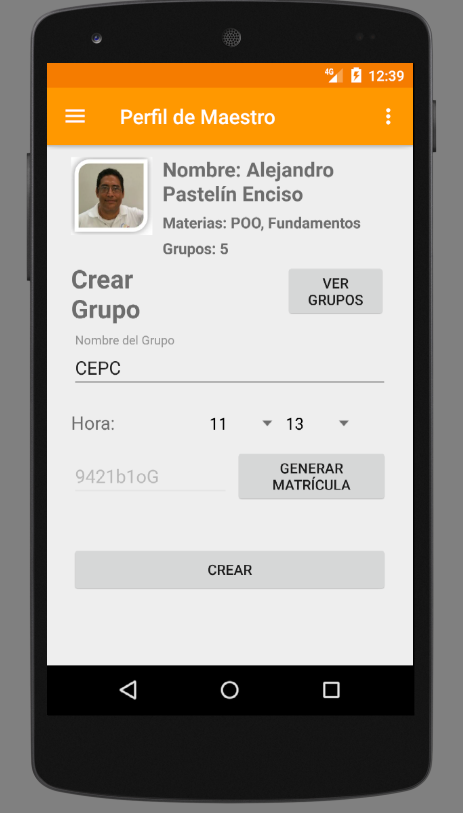 4G 12:39
Perfil de Maestro
Nombre: Alejandro
Pastelín Enciso
Materias: POO, Fundamentos
Grupos: 5
Crear
Grupo
VER
GRUPOS
Nombre del Grupo
CEPC
Hora: 11 13
9421b1oG
GENERAR
MATRÍCULA
CREAR